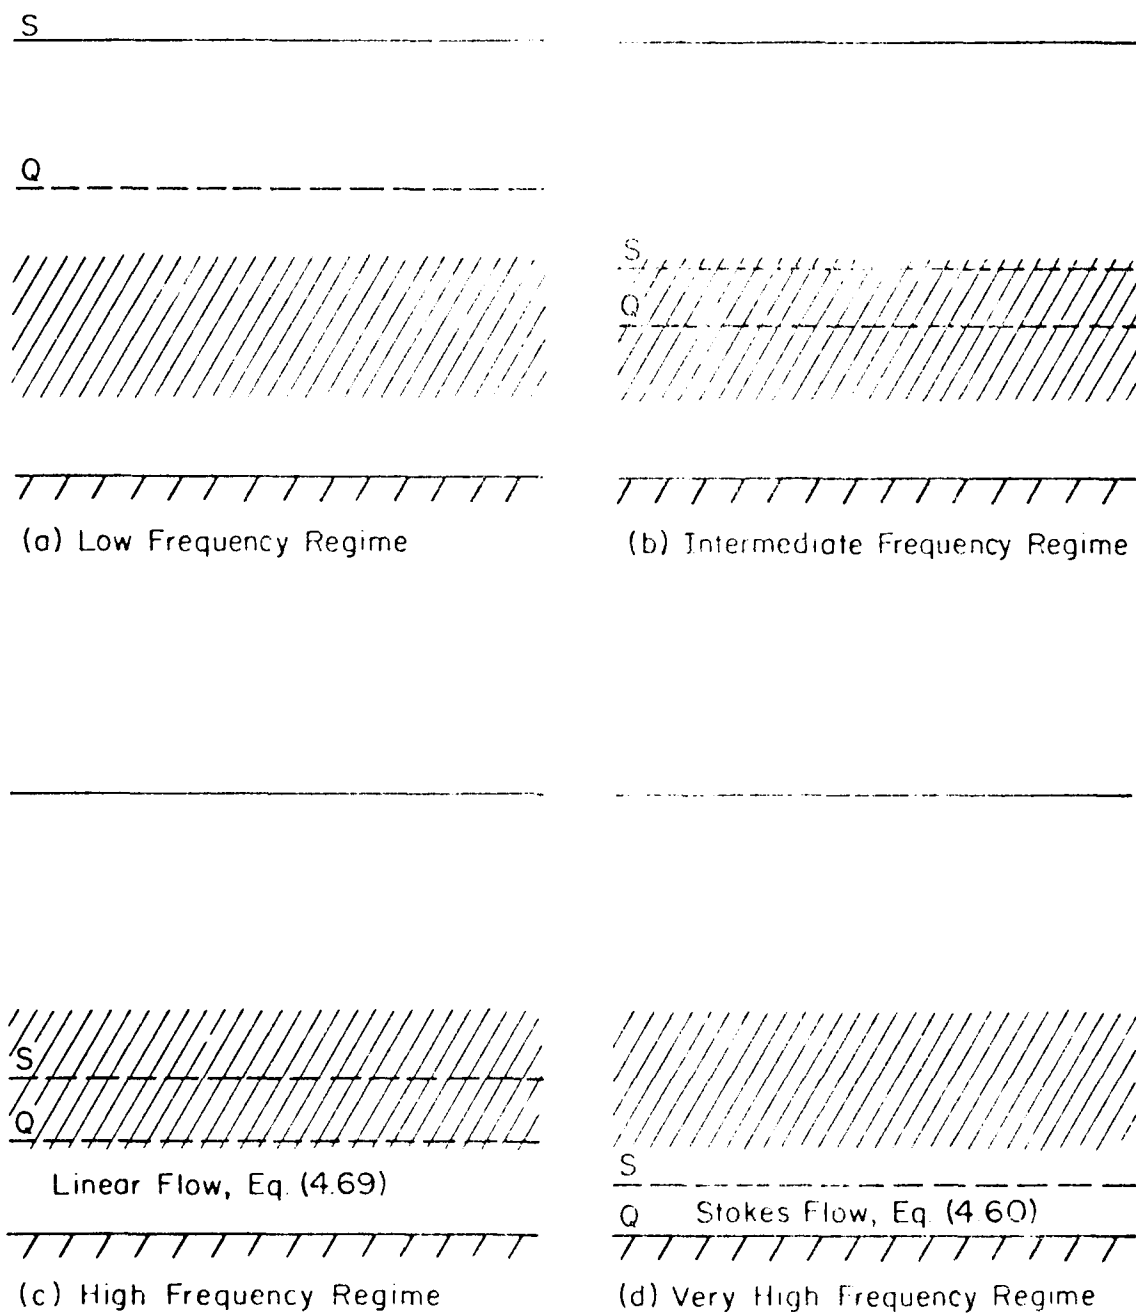 S
Q
(a) Low Frequency Regime
S
Q
(b) Intermediate Frequency Regime
S
Q
Linear Flow, Eq. (4.69)
(c) High Frequency Regime
S
Q Stokes Flow, Eq. (4.60)
(d) Very High Frequency Regime